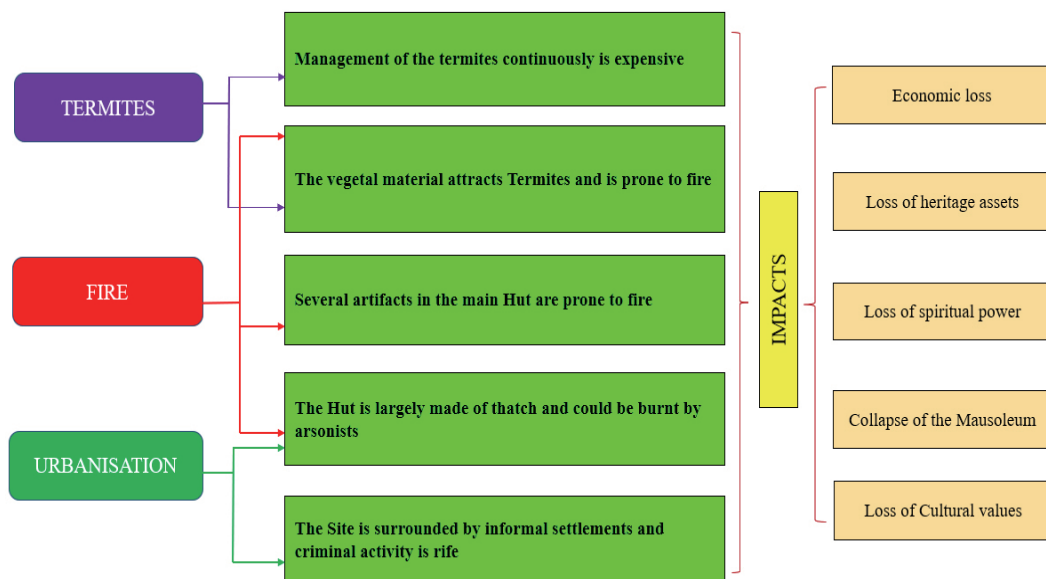 TERMITES
FIRE
URBANISATION
Management of the termites continuously is expensive
The vegetal material attracts Termites and is prone to fire
Several artifacts in the main Hut are prone to fire
The Hut is largely made of thatch and could be burnt by
arsonists
The Site is surrounded by informal settlements and
criminal activity is rife
IMPACTS
Economic loss
Loss of heritage assets
Loss of spiritual power
Collapse of the Mausoleum
Loss of Cultural values